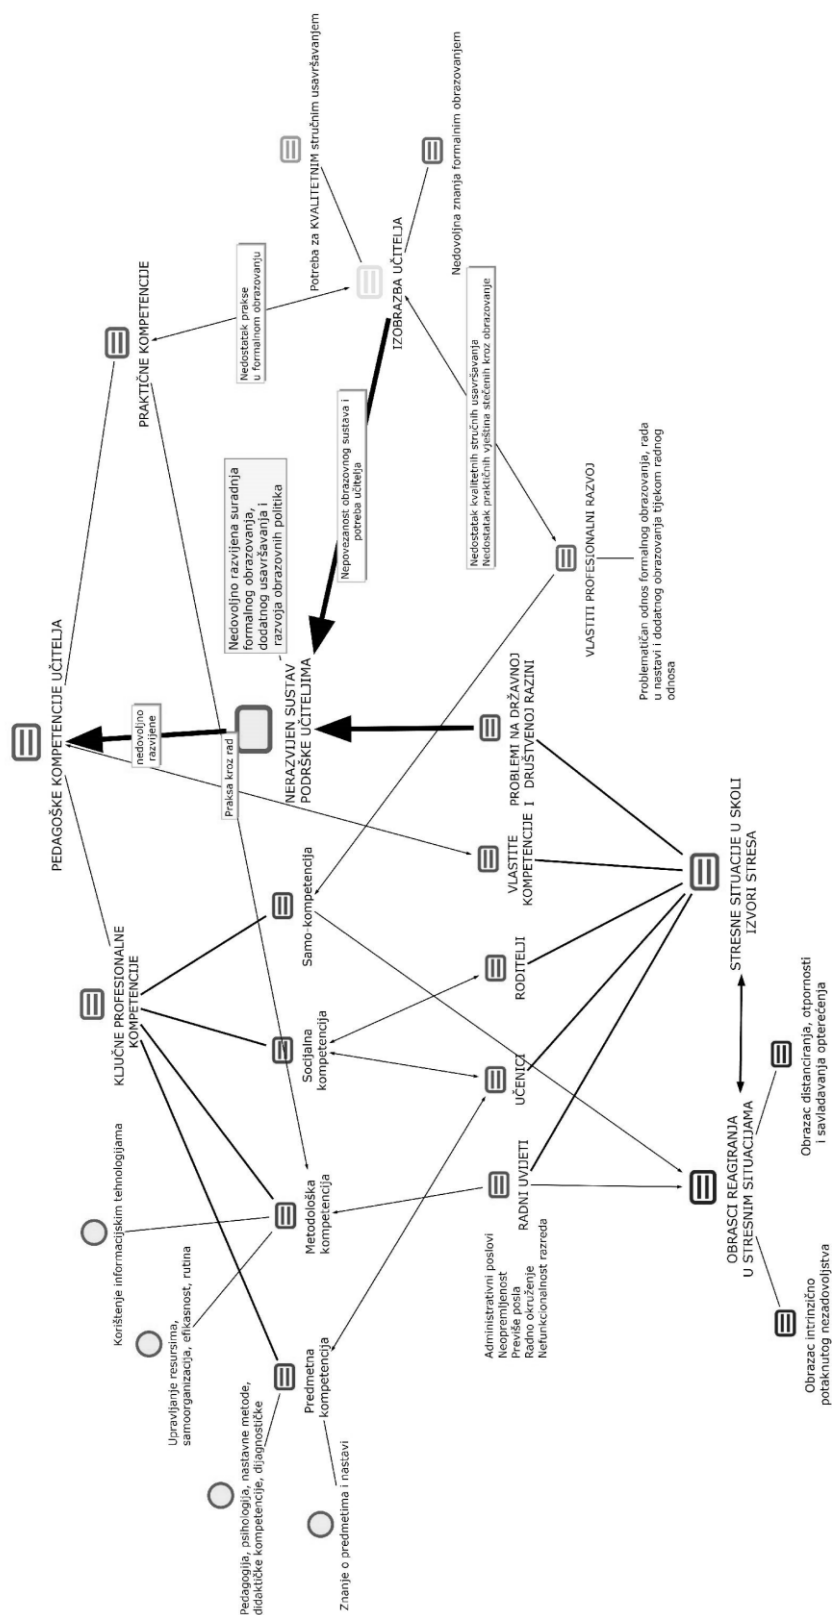 PEDAGOŠKE KOMPETENCIJE UČITELJA
nedovoljno
razvijene
KLJUČNE PROFESIONALNE
KOMPETENCIJE
PRAKTIČNE KOMPETENCIJE
Korištenje informacijskim tehnologijama
Upravljanje resursima,
samoorganizacija, efikasnost, rutina
Pedagogija, psihologija, nastavne metode,
didaktičke kompetencije, dijagnostičke
Znanje o predmetima i nastavi
Predmetna
kompetencija
Metodološka
kompetencija
Socijalna
kompetencija
Samo-kompetencija
Praksa kroz rad
NERAZVIJEN SUSTAV
PODRŠKE UČITELJIMA
Nedovoljno razvijena suradnja
formalnog obrazovanja,
dodatnog usavršavanja i
razvoja obrazovnih politika
Nedostatak prakse
u formalnom obrazovanju
Potreba za KVALITETNIM stručnim usavršavanjem
IZOBRAZBA UČITELJA
Nedovoljna znanja formalnim obrazovanjem
Nepovezanost obrazovnog sustava i
potreba učitelja
Nedostatak kvalitetnih stručnih usavršavanja
Nedostatak praktičnih vještina stečenih kroz obrazovanje
VLASTITI PROFESIONALNI RAZVOJ
Problematičan odnos formalnog obrazovanja, rada
u nastavi i dodatnog obrazovanja tijekom radnog
odnosa
RADNI UVIJETI
Administrativni poslovi
Neopremljenost
Previše posla
Radno okruženje
Nefunkcionalnost razreda
UČENICI
RODITELJI
VLASTITE
KOMPETENCIJE I
PROBLEMI NA DRŽAVNOJ
DRUŠTVENOJ RAZINI
STRESNE SITUACIJE U SKOLI
IZVORI STRESA
OBRASCI REAGIRANJA
U STRESNIM SITUACIJAMA
Obrazac intrinzično
potaknutog nezadovoljstva
Obrazac distanciranja, otpornosti
i savladavanja opterećenja